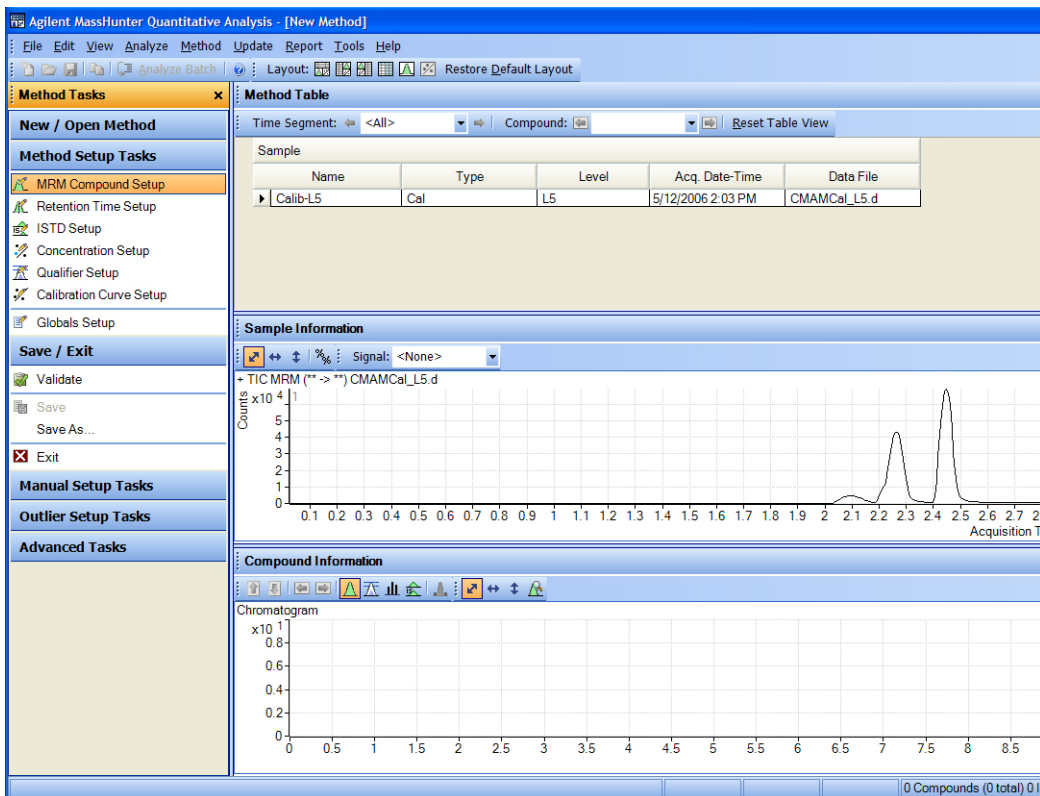 Agilent MassHunter Quantitative Analysis - [New Method]
File Edit View Analyze Method Update Report Tools Help
Analyze Batch Layout: Restore Default Layout
Method Tasks x
New / Open Method
Method Setup Tasks
MRM Compound Setup
Retention Time Setup
ISTD Setup
Concentration Setup
Qualifier Setup
Calibration Curve Setup
Globals Setup
Save / Exit
Validate
Save
Save As...
Exit
Manual Setup Tasks
Outlier Setup Tasks
Advanced Tasks
Method Table
Time Segment: <All> Compound: Reset Table View
Sample
Name Type Level Acq. Date-Time Data File
Calib-L5 Cal L5 5/12/2006 2:03 PM CMAMCal_L5.d
Sample Information
Signal: <None>
+ TIC MRM (** -> **) CMAMCal_L5.d
Counts
x10 4
1
5
4
3
2
1
0
0.1 0.2 0.3 0.4 0.5 0.6 0.7 0.8 0.9 1 1.1 1.2 1.3 1.4 1.5 1.6 1.7 1.8 1.9 2 2.1 2.2 2.3 2.4 2.5 2.6 2.7 2
Acquisition T
Compound Information
Chromatogram
x10 1
0.8
0.6
0.4
0.2
0
0 0.5 1 1.5 2 2.5 3 3.5 4 4.5 5 5.5 6 6.5 7 7.5 8 8.5
0 Compounds (0 total) 0 I